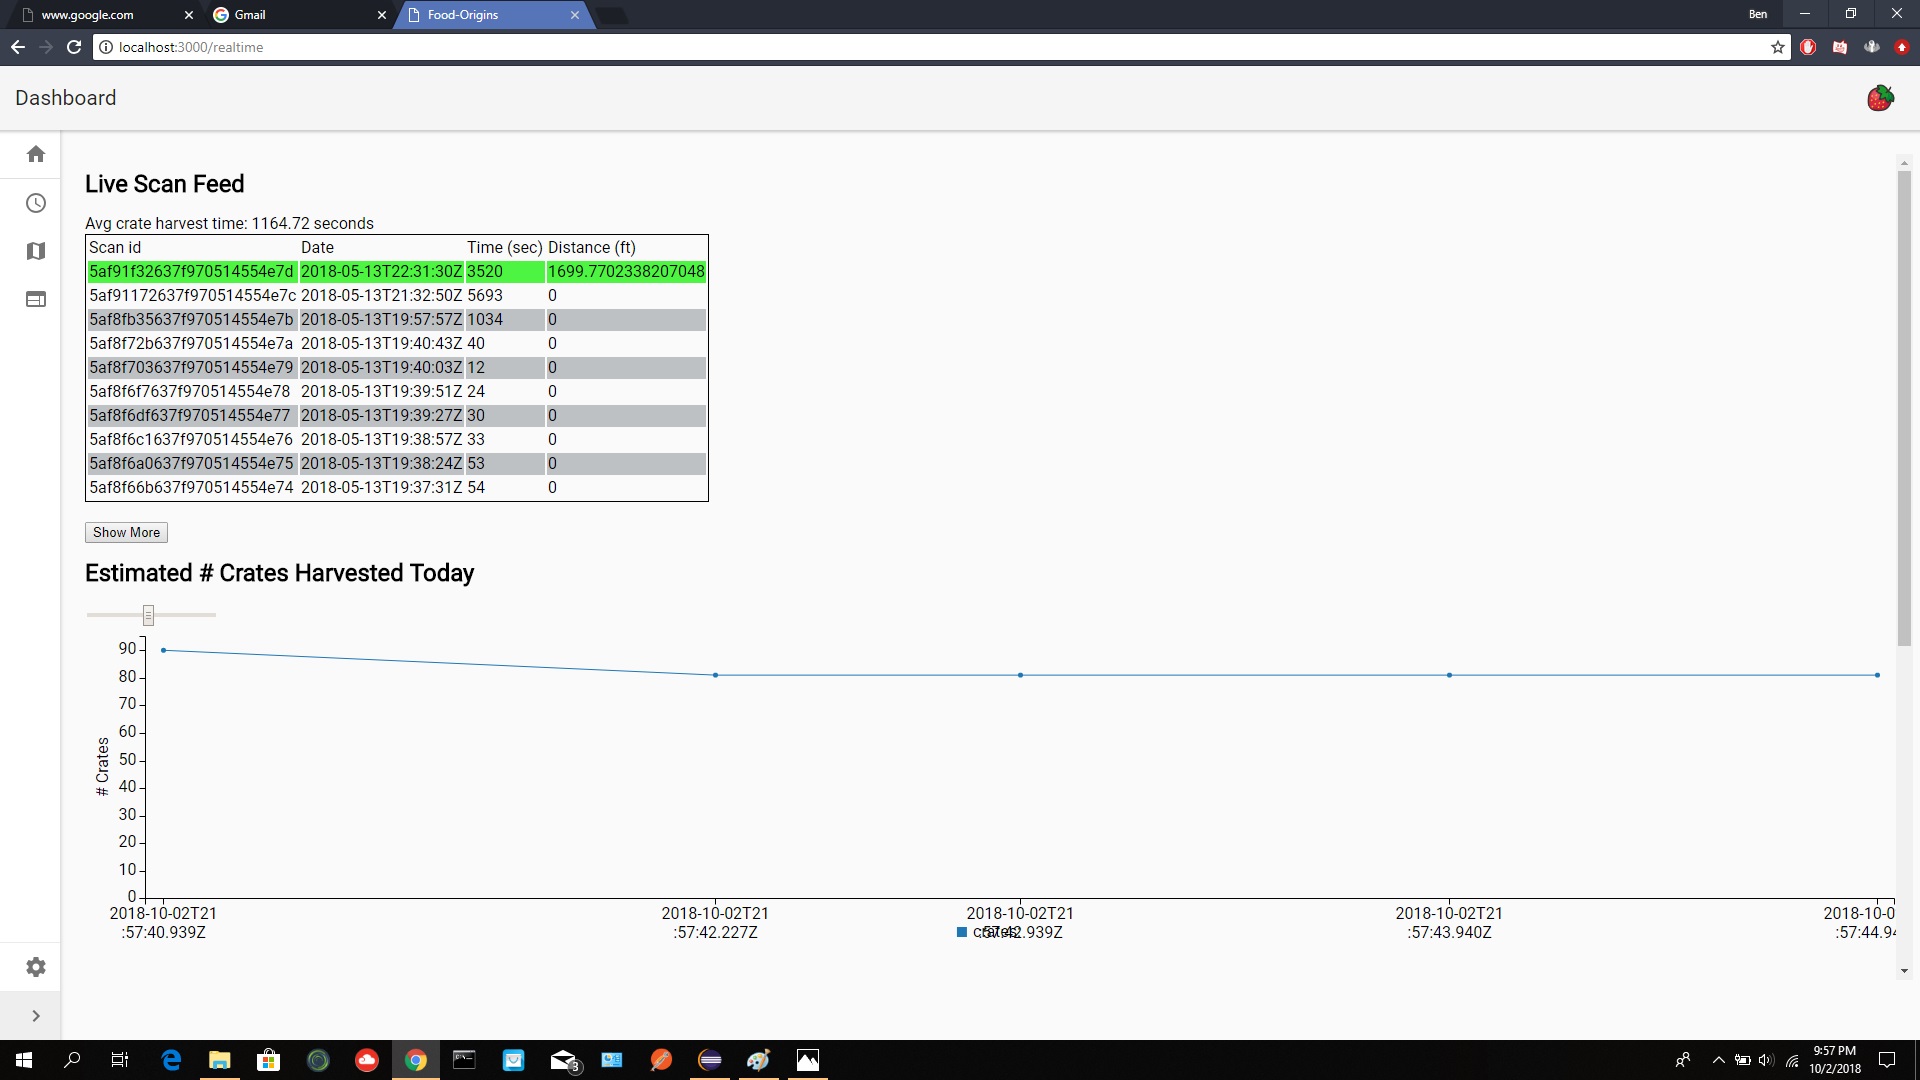 www.google.com
Gmail
Food-Origins
Ben
localhost:3000/realtime
Dashboard
Live Scan Feed
Avg crate harvest time: 1164.72 seconds
Scan id Date Time (sec) Distance (ft)
5af91f32637f970514554e7d 2018-05-13T22:31:30Z 3520 1699.7702338207048
5af91172637f970514554e7c 2018-05-13T21:32:50Z 5693 0
5af8fb35637f970514554e7b 2018-05-13T19:57:57Z 1034 0
5af8f72b637f970514554e7a 2018-05-13T19:40:43Z 40 0
5af8f703637f970514554e79 2018-05-13T19:40:03Z 12 0
5af8f6f7637f970514554e78 2018-05-13T19:39:51Z 24 0
5af8f6df637f970514554e77 2018-05-13T19:39:27Z 30 0
5af8f6c1637f970514554e76 2018-05-13T19:38:57Z 33 0
5af8f6a0637f970514554e75 2018-05-13T19:38:24Z 53 0
5af8f66b637f970514554e74 2018-05-13T19:37:31Z 54 0
Show More
Estimated # Crates Harvested Today
90
80
70
60
50
40
30
20
10
0
# Crates
2018-10-02T21 2018-10-02T21 2018-10-02T21 2018-10-02T21 2018-10-0
:57:40.939Z :57:42.227Z :57:42.939Z :57:43.940Z :57:44.94
crates
3
9:57 PM
10/2/2018